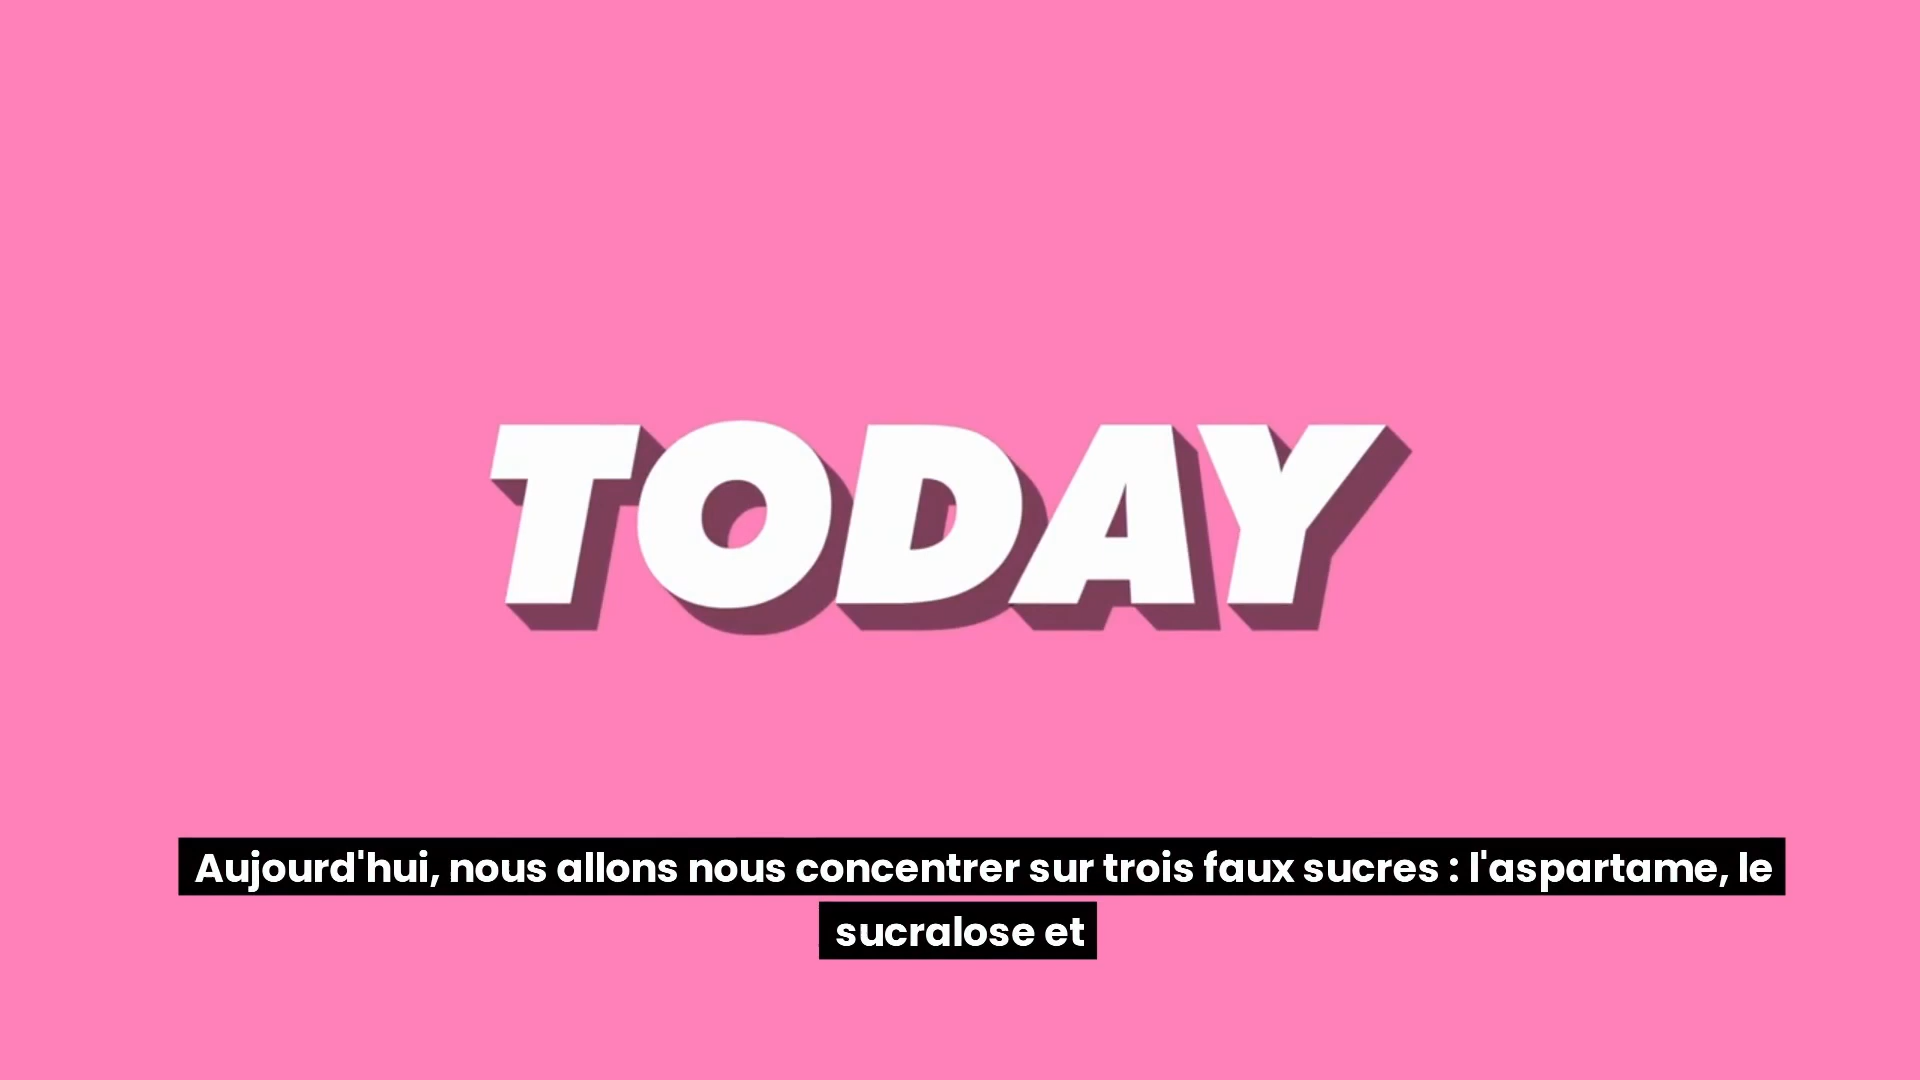 TODAY
Aujourd'hui, nous allons nous concentrer sur trois faux sucres : l'aspartame, le
sucralose et